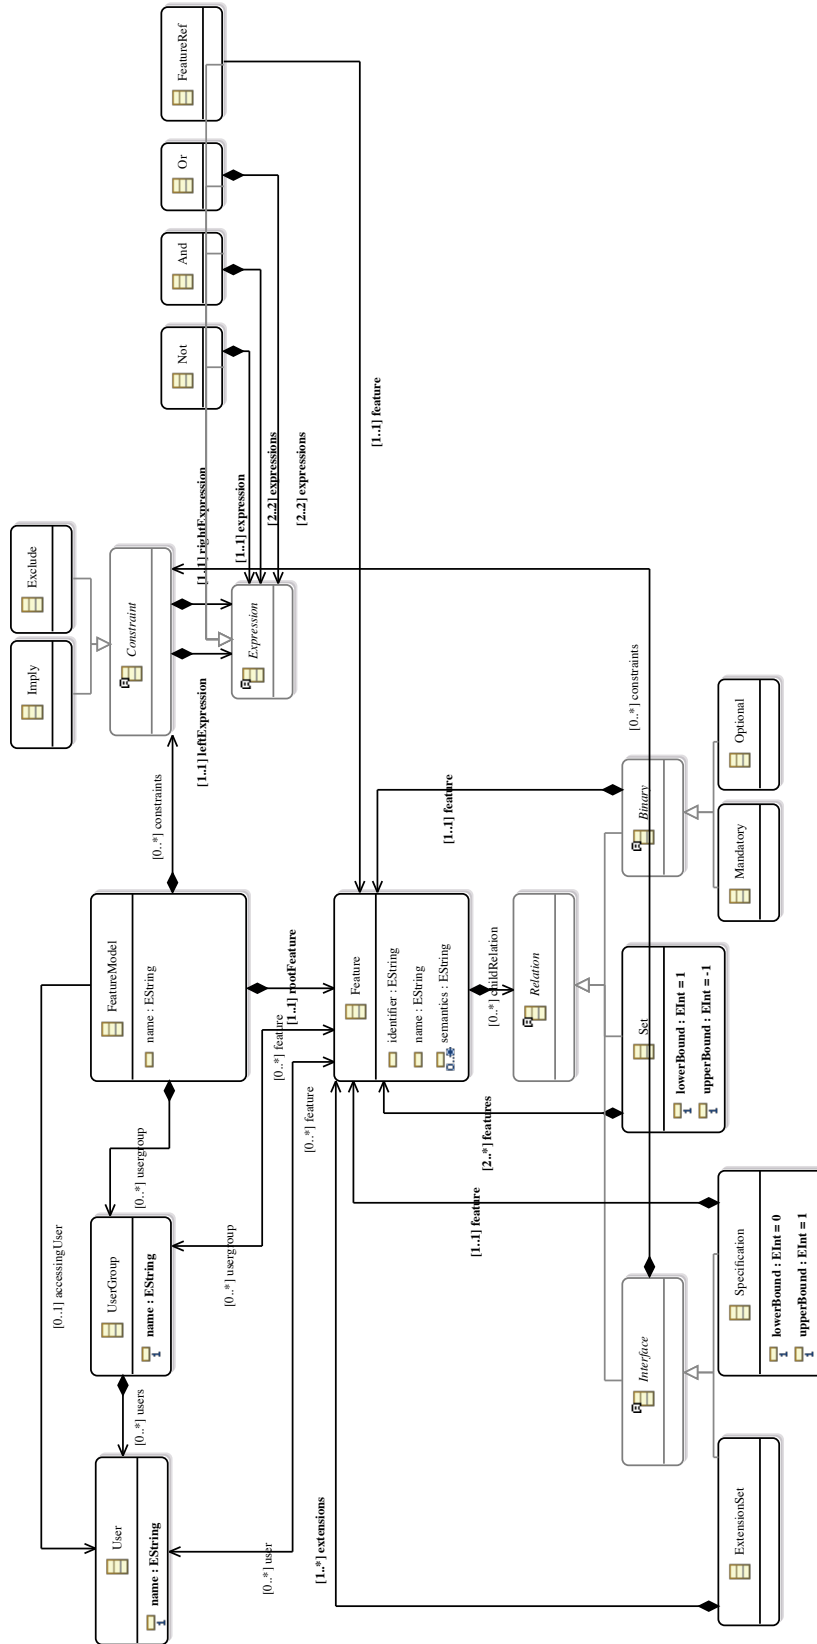 FeatureRef
Or
And
Not
[1..1] feature
[2..2] expressions
[2..2] expressions
[1..1] expression
[1..1] rightExpression
Exclude
Imply
Constraint
Expression
[1..1] leftExpression
[0..*] constraints
[0..*] constraints
Optional
Mandatory
Binary
[1..1] feature
FeatureModel
name : EString
[1..1] rootFeature
Feature
identifier : EString
name : EString
semantics : EString
0..*
[0..*] childRelation
Relation
Set
lowerBound : EInt = 1
upperBound : EInt = -1
[2..*] features
[0..*] feature
[0..*] feature
[0..*] usergroup
[0..*] usergroup
[0..1] accessingUser
UserGroup
name : EString
[0..*] users
User
name : EString
[0..*] user
[1..1] feature
Specification
lowerBound : EInt = 0
upperBound : EInt = 1
Interface
[1..*] extensions
ExtensionSet